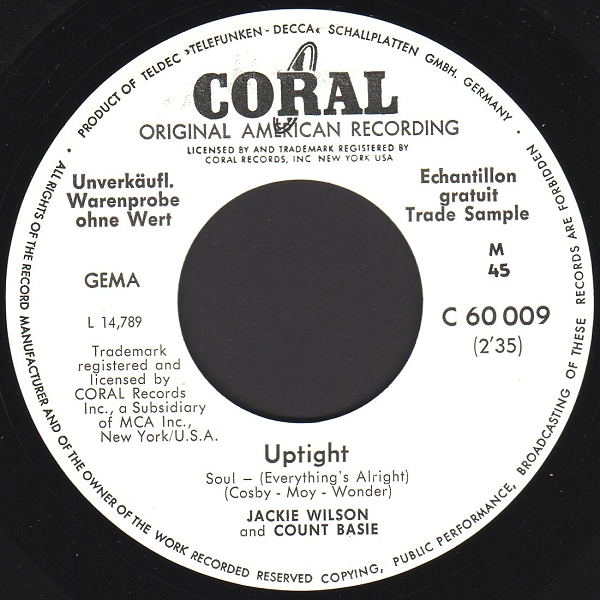 • PRODUCT OF TELDEC »TELEFUNKEN - DECCA« SCHALLPLATTEN GMBH. GERMANY •
CORAL
ORIGINAL AMERICAN RECORDING
LICENSED BY AND TRADEMARK REGISTERED BY
CORAL RECORDS, INC NEW YORK USA
Unverkäufl.
Warenprobe
ohne Wert
Echantillon
gratuit
Trade Sample
M
45
GEMA
C 60 009
L 14,789
(2'35)
Trademark
registered and
licensed by
CORAL Records
Inc., a Subsidiary
of MCA Inc.,
New York/U.S.A.
Uptight
Soul – (Everything's Alright)
(Cosby - Moy - Wonder)
JACKIE WILSON
and COUNT BASIE
ALL RIGHTS OF THE RECORD MANUFACTURER AND OF THE OWNER OF THE WORK RECORDED RESERVED COPYING, PUBLIC PERFORMANCE, BROADCASTING OF THESE RECORDS ARE FORBIDDEN